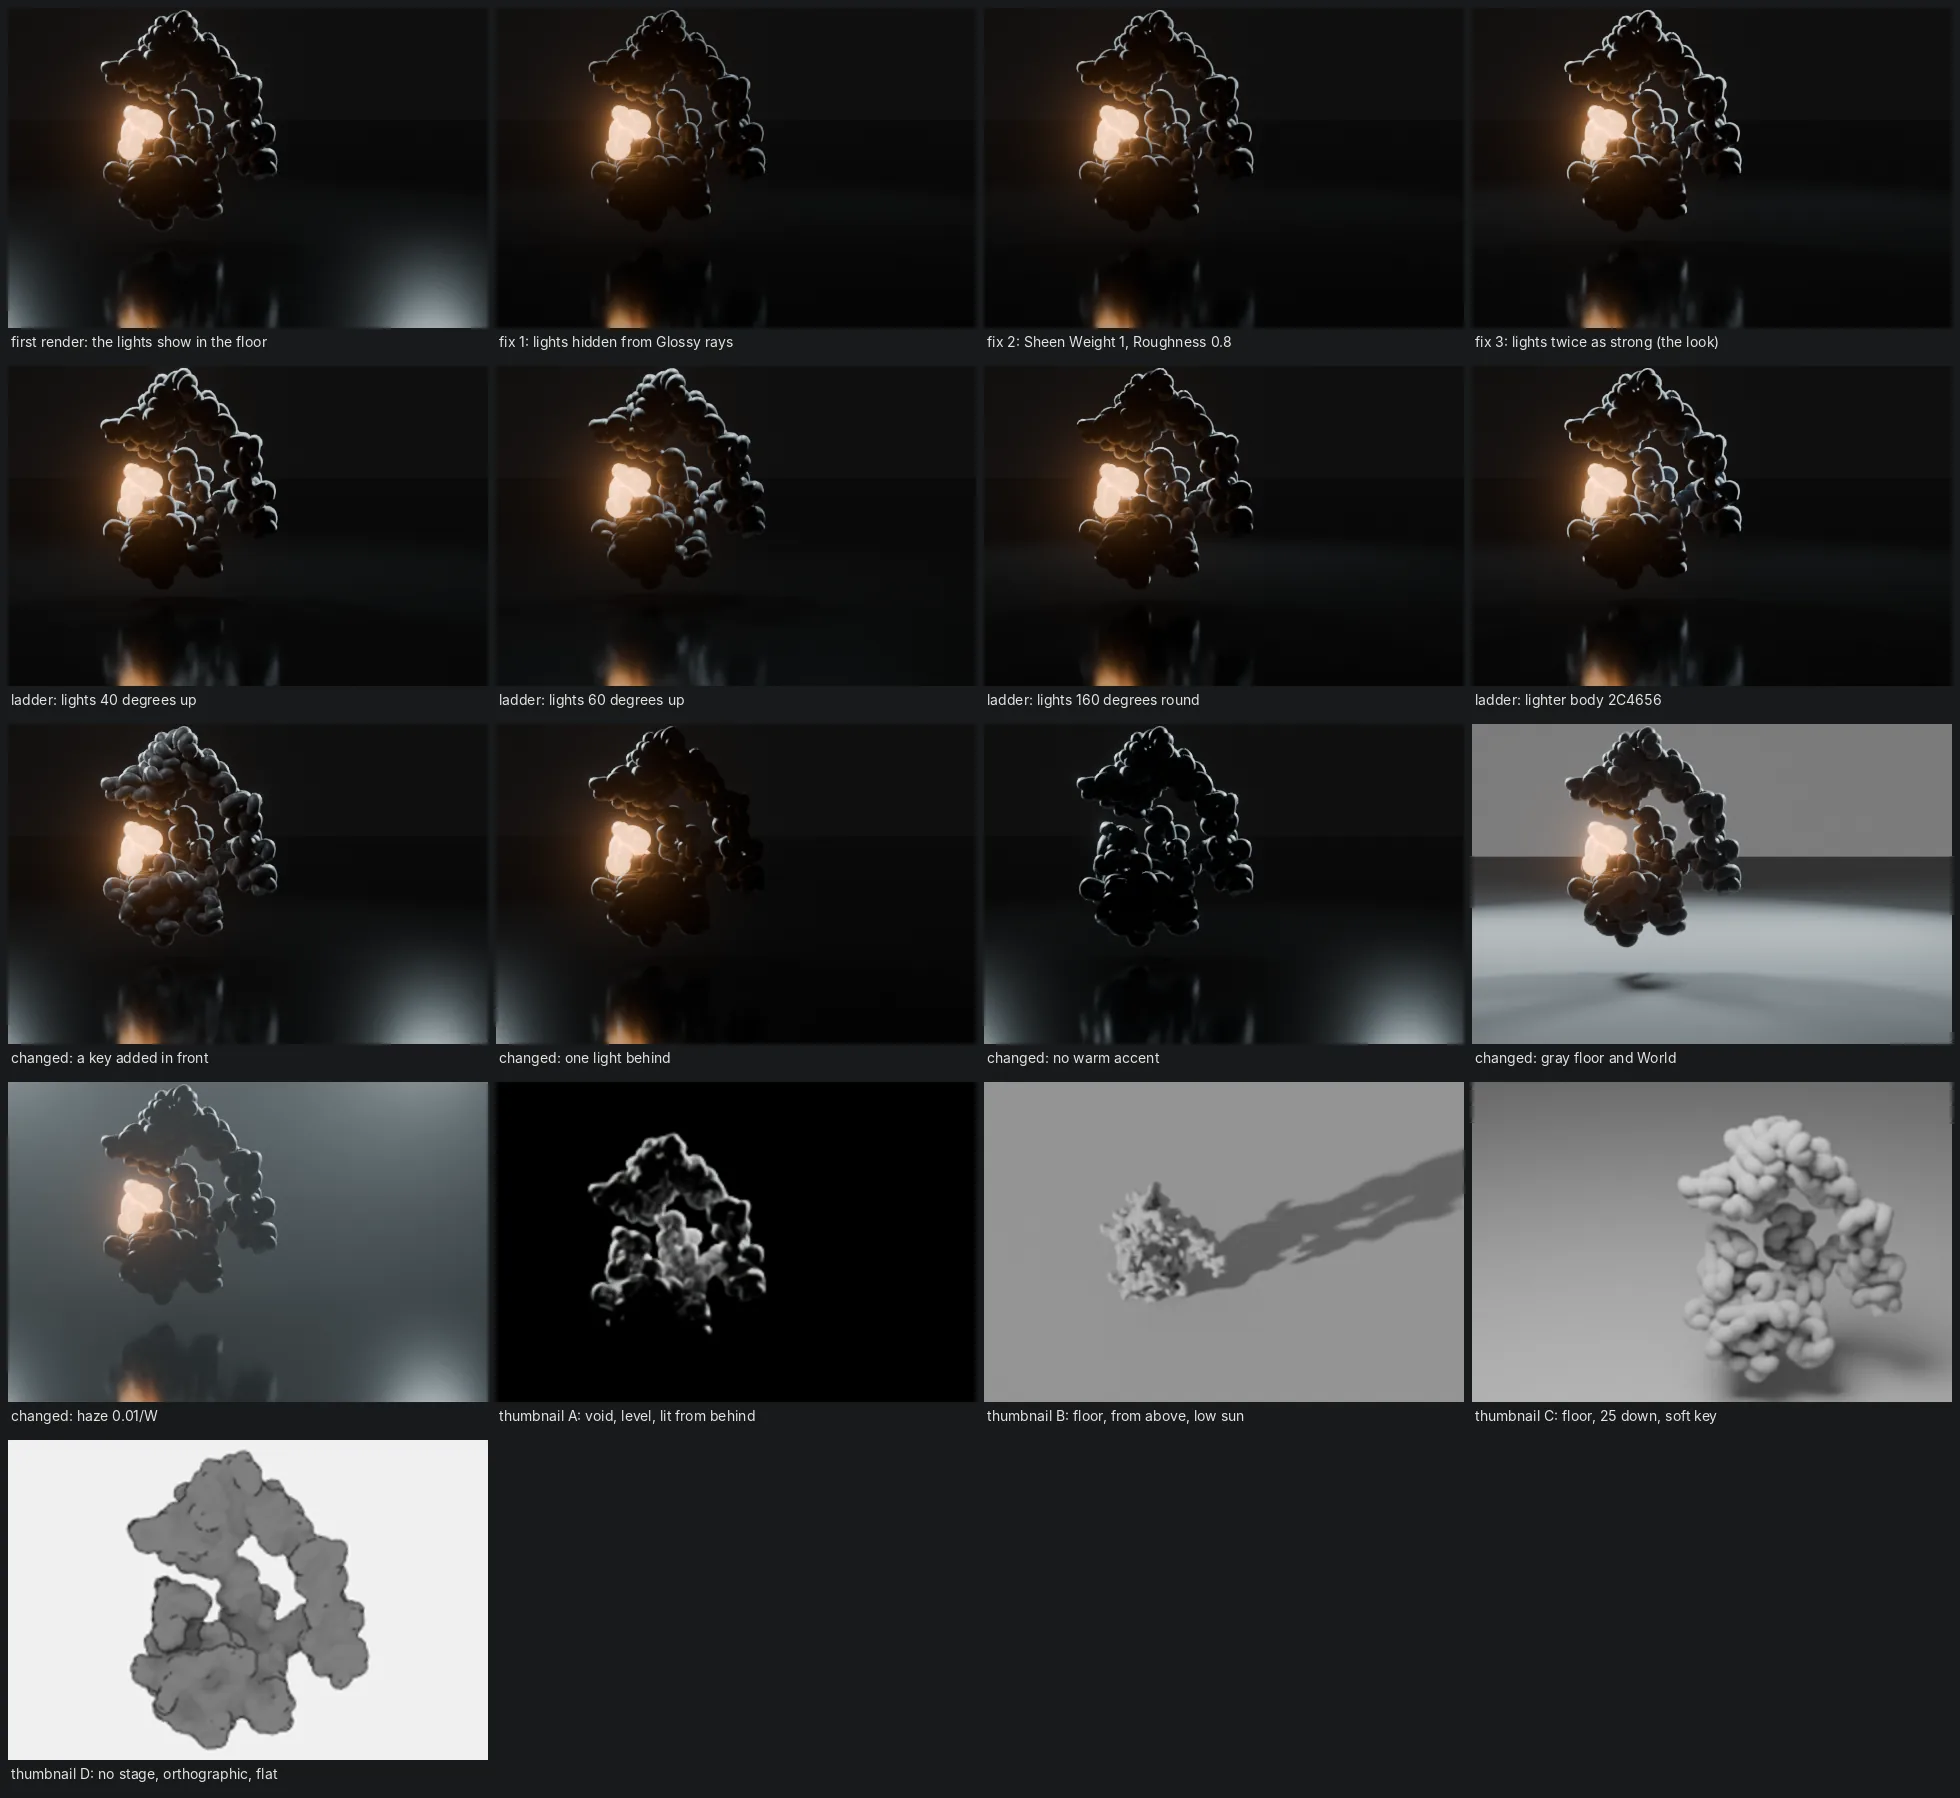 first render: the lights show in the floor
fix 1: lights hidden from Glossy rays
fix 2: Sheen Weight 1, Roughness 0.8
fix 3: lights twice as strong (the look)
ladder: lights 40 degrees up
ladder: lights 60 degrees up
ladder: lights 160 degrees round
ladder: lighter body 2C4656
changed: a key added in front
changed: one light behind
changed: no warm accent
changed: gray floor and World
changed: haze 0.01/W
thumbnail A: void, level, lit from behind
thumbnail B: floor, from above, low sun
thumbnail C: floor, 25 down, soft key
thumbnail D: no stage, orthographic, flat